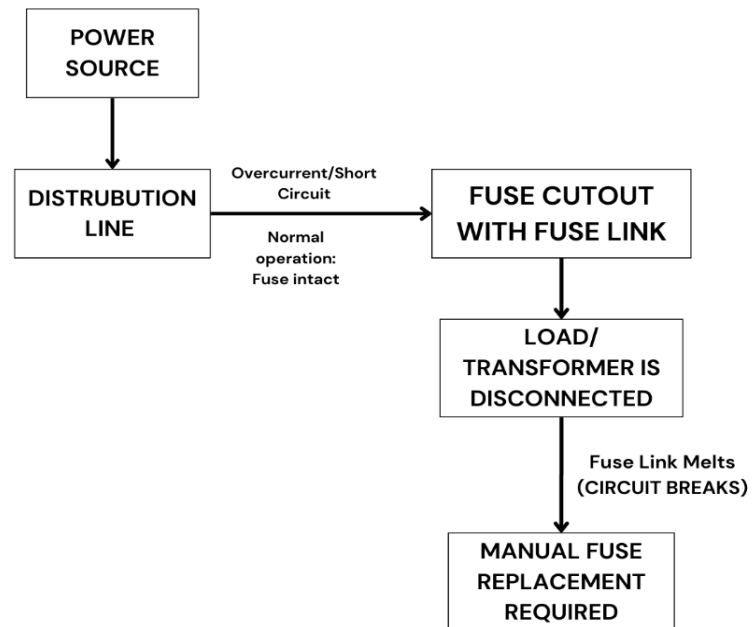 POWER
SOURCE
DISTRUBUTION
LINE
Overcurrent/Short
Circuit
Normal
operation:
Fuse intact
FUSE CUTOUT
WITH FUSE LINK
LOAD/
TRANSFORMER IS
DISCONNECTED
Fuse Link Melts
(CIRCUIT BREAKS)
MANUAL FUSE
REPLACEMENT
REQUIRED